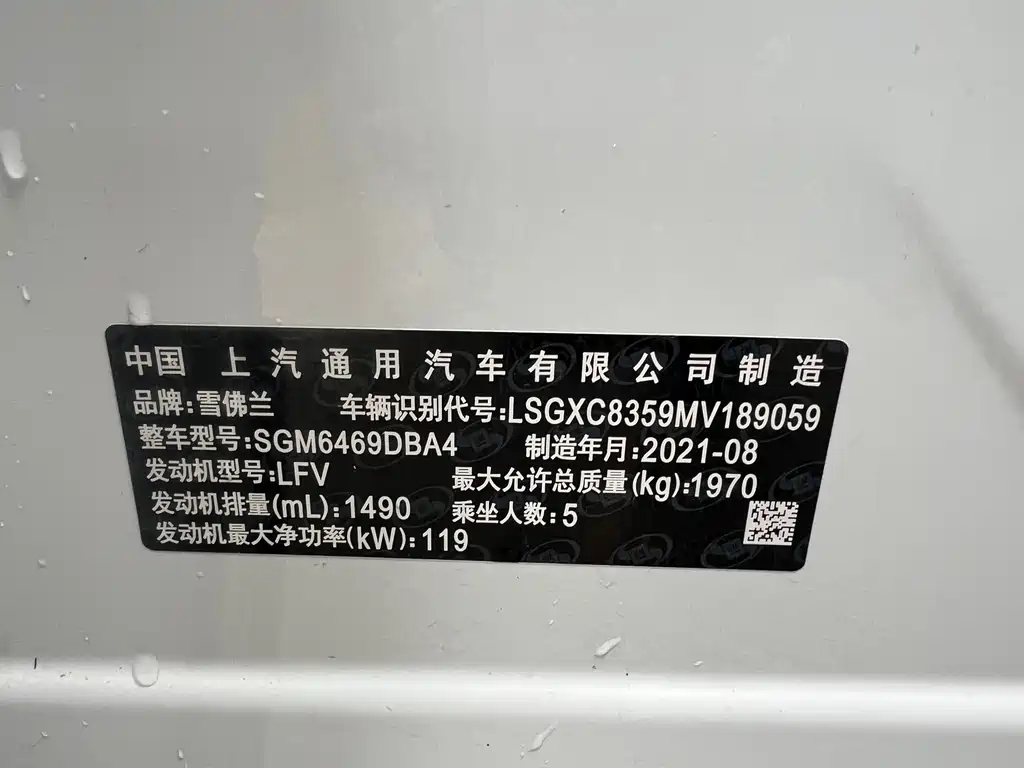 中国 上汽通用汽车有限公司制造
品牌:雪佛兰 车辆识别代号:LSGXC8359MV189059
整车型号:SGM6469DBA4 制造年月:2021-08
发动机型号:LFV 最大允许总质量(kg):1970
发动机排量(mL):1490 乘坐人数:5
发动机最大净功率(kW):119